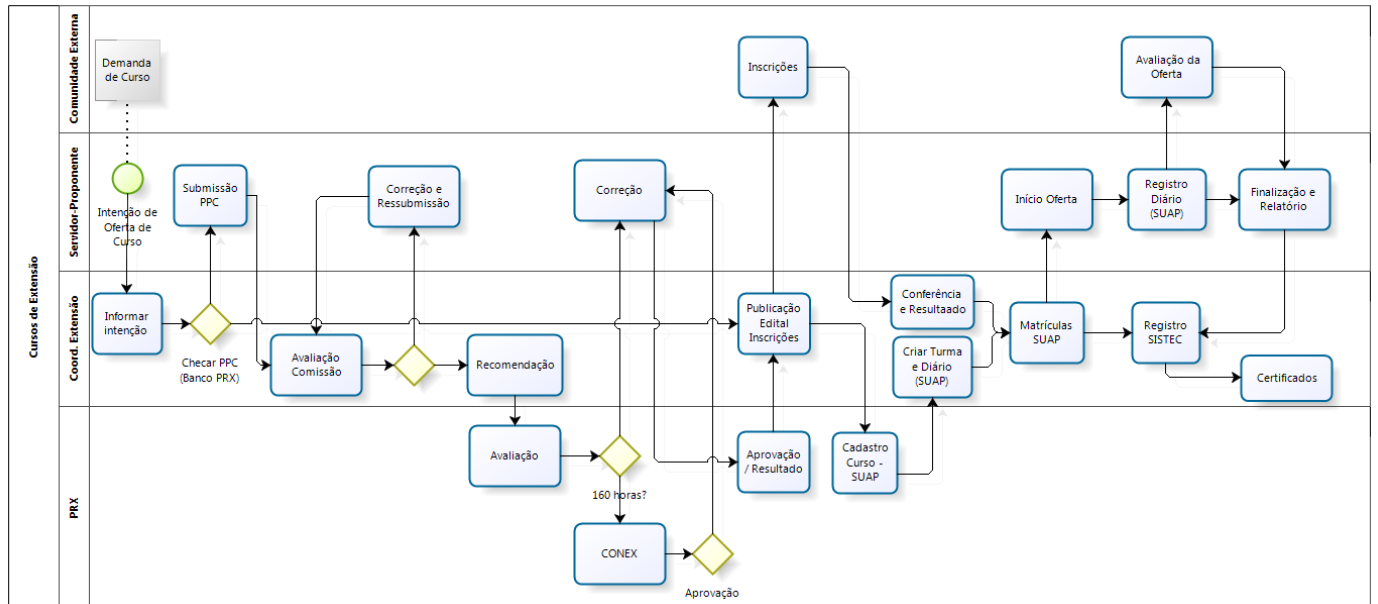 Cursos de Extensão
Comunidade Externa
Demanda
de Curso
Inscrições
Avaliação da
Oferta
Servidor-Proponente
Intenção de
Oferta de
Curso
Submissão
PPC
Correção e
Ressubmissão
Correção
Início Oferta
Registro
Diário
(SUAP)
Finalização e
Relatório
Coord. Extensão
Informar
intenção
Checar PPC
(Banco PRX)
Avaliação
Comissão
Recomendação
Publicação
Edital
Inscrições
Conferência
e Resultaado
Criar Turma
e Diário
(SUAP)
Matrículas
SUAP
Registro
SISTEC
Certificados
PRX
Avaliação
160 horas?
CONEX
Aprovação
Aprovação
/ Resultado
Cadastro
Curso -
SUAP